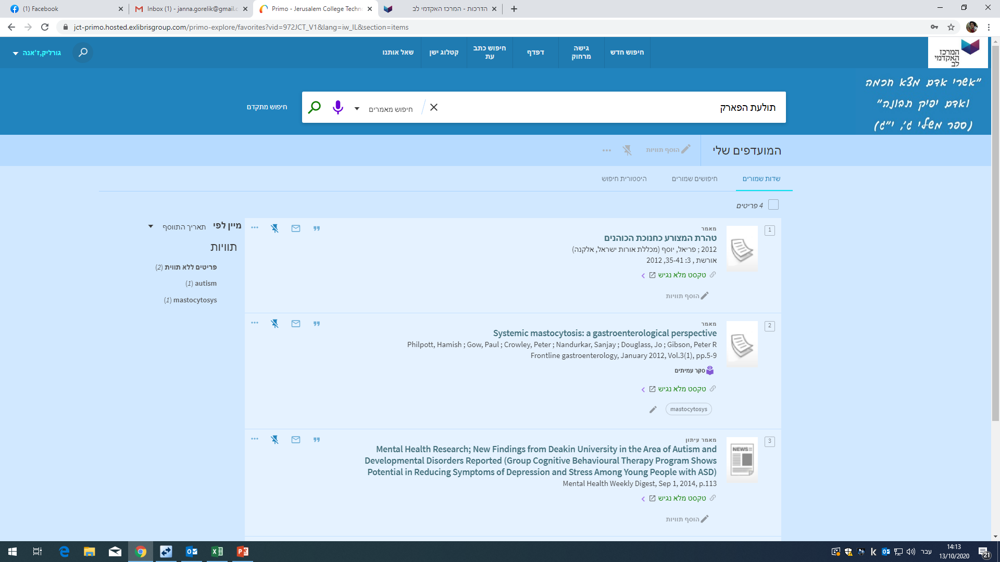 (1) Facebook
Inbox (1) - janna.gorelik@gmail.c
Primo - Jerusalem College Techn
הדרכות - המרכז האקדמי לב
jct-primo.hosted.exlibrisgroup.com/primo-explore/favorites?vid=972JCT_V1&lang=iw_IL&section=items
המרכז
האקדמי
לב
חיפוש חדש
גישה
מרחוק
דפדף
חיפוש כתב
עת
קטלוג ישן
שאל אותנו
גורליק,ז'אנה
"אשרי אדם מצא חכמה
ואדם יפיק תבונה"
(ספר משלי ג', י"ג)
תולעת הפארק
חיפוש מאמרים
חיפוש מתקדם
המועדפים שלי
הוסף תוויות
שדות שמורים
חיפושים שמורים
היסטורית חיפוש
4 פריטים
מיין לפי תאריך התווסף
תוויות
פריטים ללא תווית (2)
autism (1)
mastocytosys (1)
1
מאמר
טהרת המצורע כחנוכת הכוהנים
2012 ; פריאל, יוסף (מכללת אורות ישראל, אלקנה)
אורשת , 3: 35-41, 2012
טקסט מלא נגיש
הוסף תוויות
2
מאמר
Systemic mastocytosis: a gastroenterological perspective
Philpott, Hamish ; Gow, Paul ; Crowley, Peter ; Nandurkar, Sanjay ; Douglass, Jo ; Gibson, Peter R
Frontline gastroenterology, January 2012, Vol.3(1), pp.5-9
סקר עמיתים
טקסט מלא נגיש
mastocytosys
3
NEWS
מאמר עיתון
Mental Health Research; New Findings from Deakin University in the Area of Autism and
Developmental Disorders Reported (Group Cognitive Behavioural Therapy Program Shows
Potential in Reducing Symptoms of Depression and Stress Among Young People with ASD)
Mental Health Weekly Digest, Sep 1, 2014, p.113
טקסט מלא נגיש
הוסף תוויות
עבר
14:13
13/10/2020
21